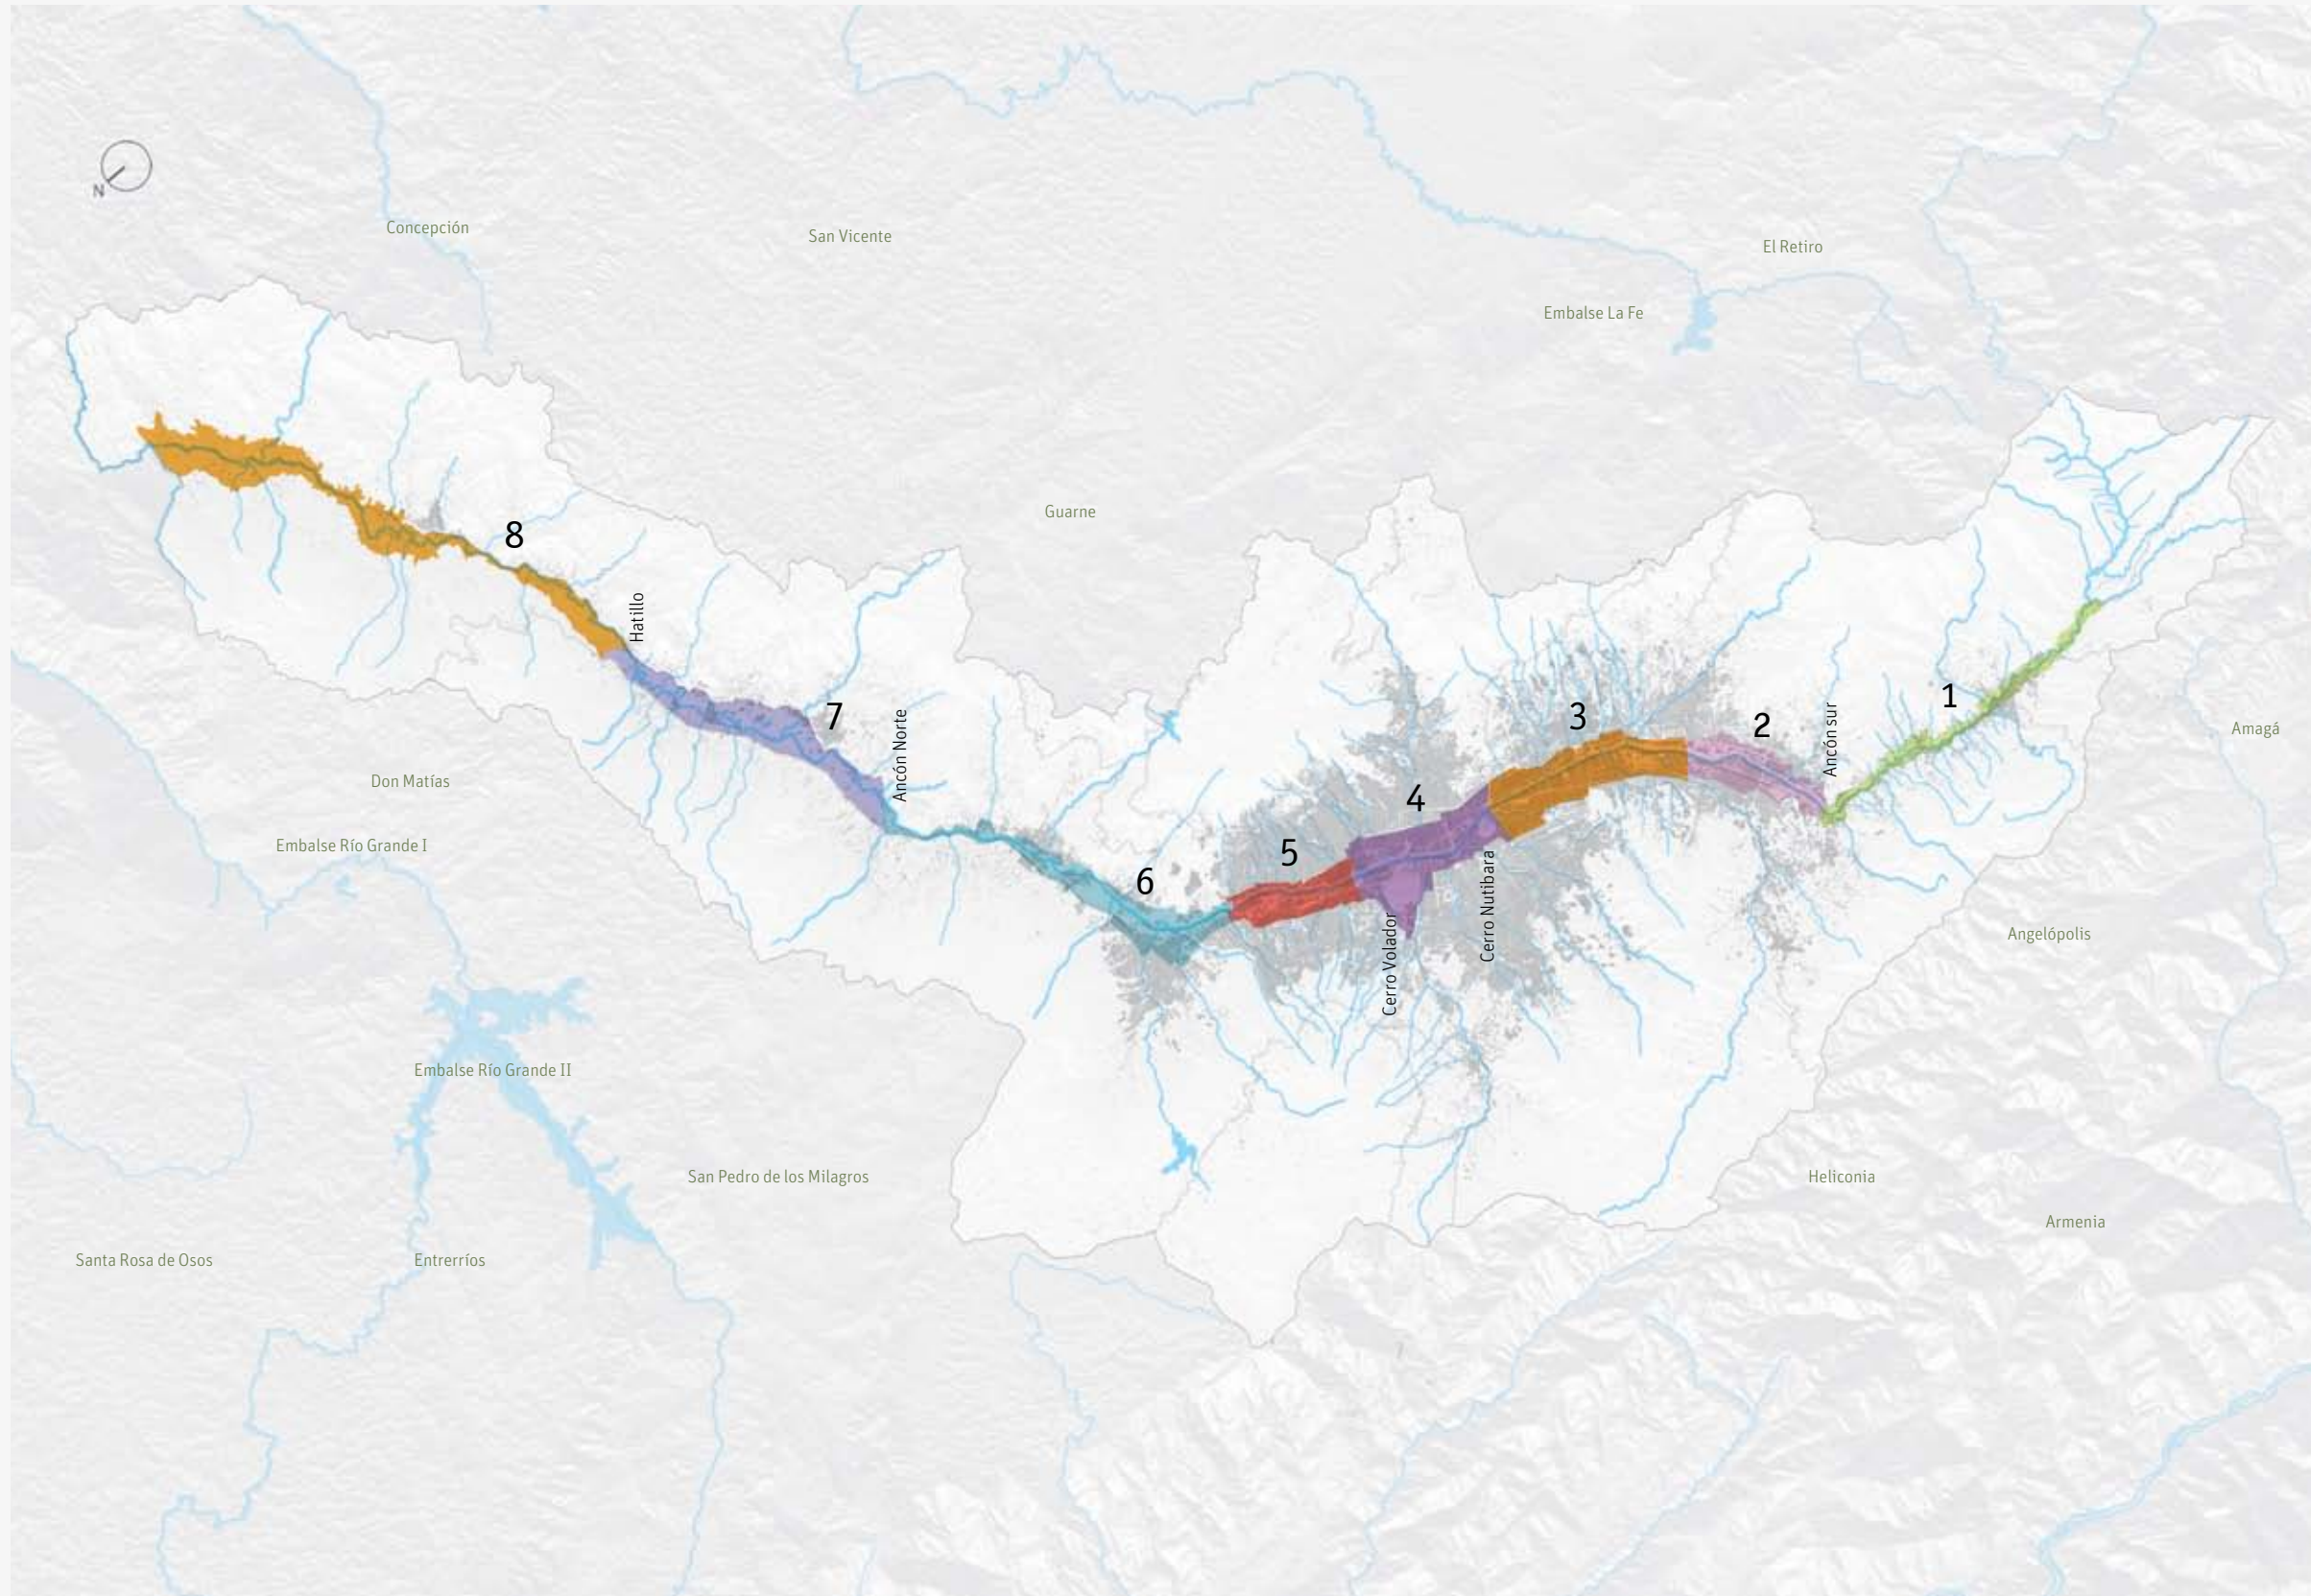 N
Concepción
San Vicente
El Retiro
Embalse La Fe
Guarne
8
Hatillo
1
7
Ancón Norte
3
2
Ancón sur
Amagá
Don Matías
4
Embalse Río Grande I
5
6
Cerro Nutibara
Cerro Volador
Angelópolis
Embalse Río Grande II
San Pedro de los Milagros
Heliconia
Armenia
Santa Rosa de Osos
Entrerríos